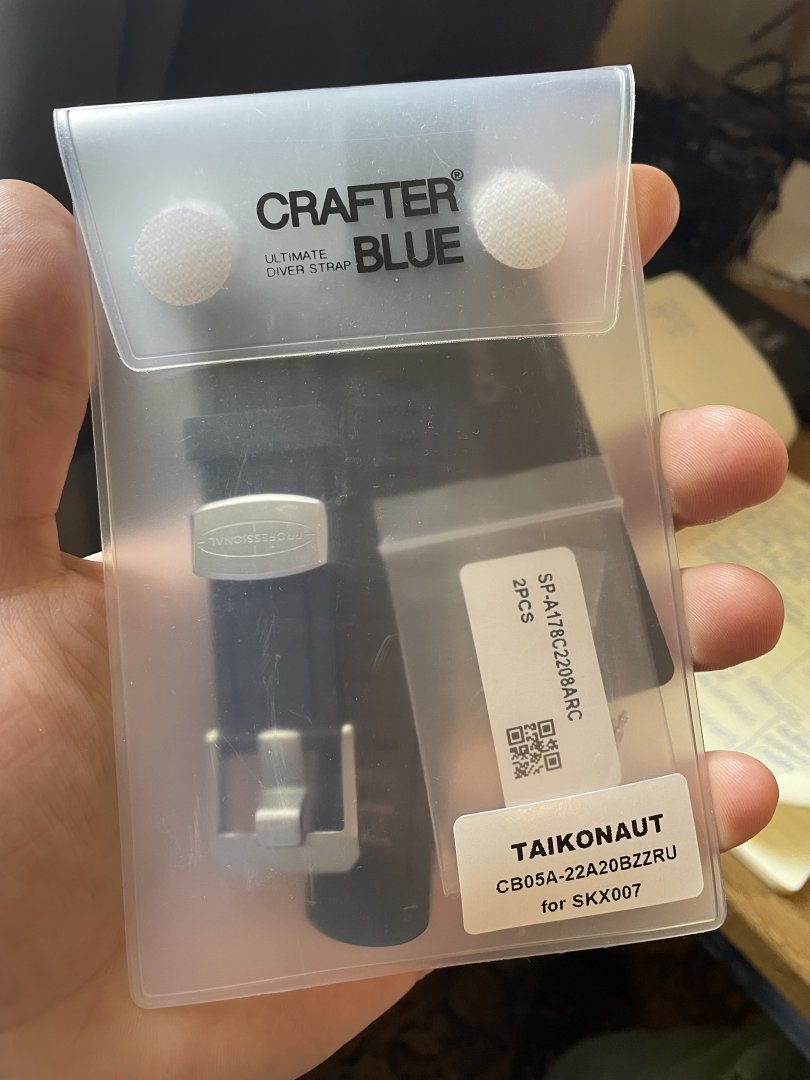 CRAFTER®
ULTIMATE
DIVER STRAP BLUE
PROFESSIONAL
SP-A178C2208ARC
2PCS
TAIKONAUT
CB05A-22A20BZZRU
for SKX007